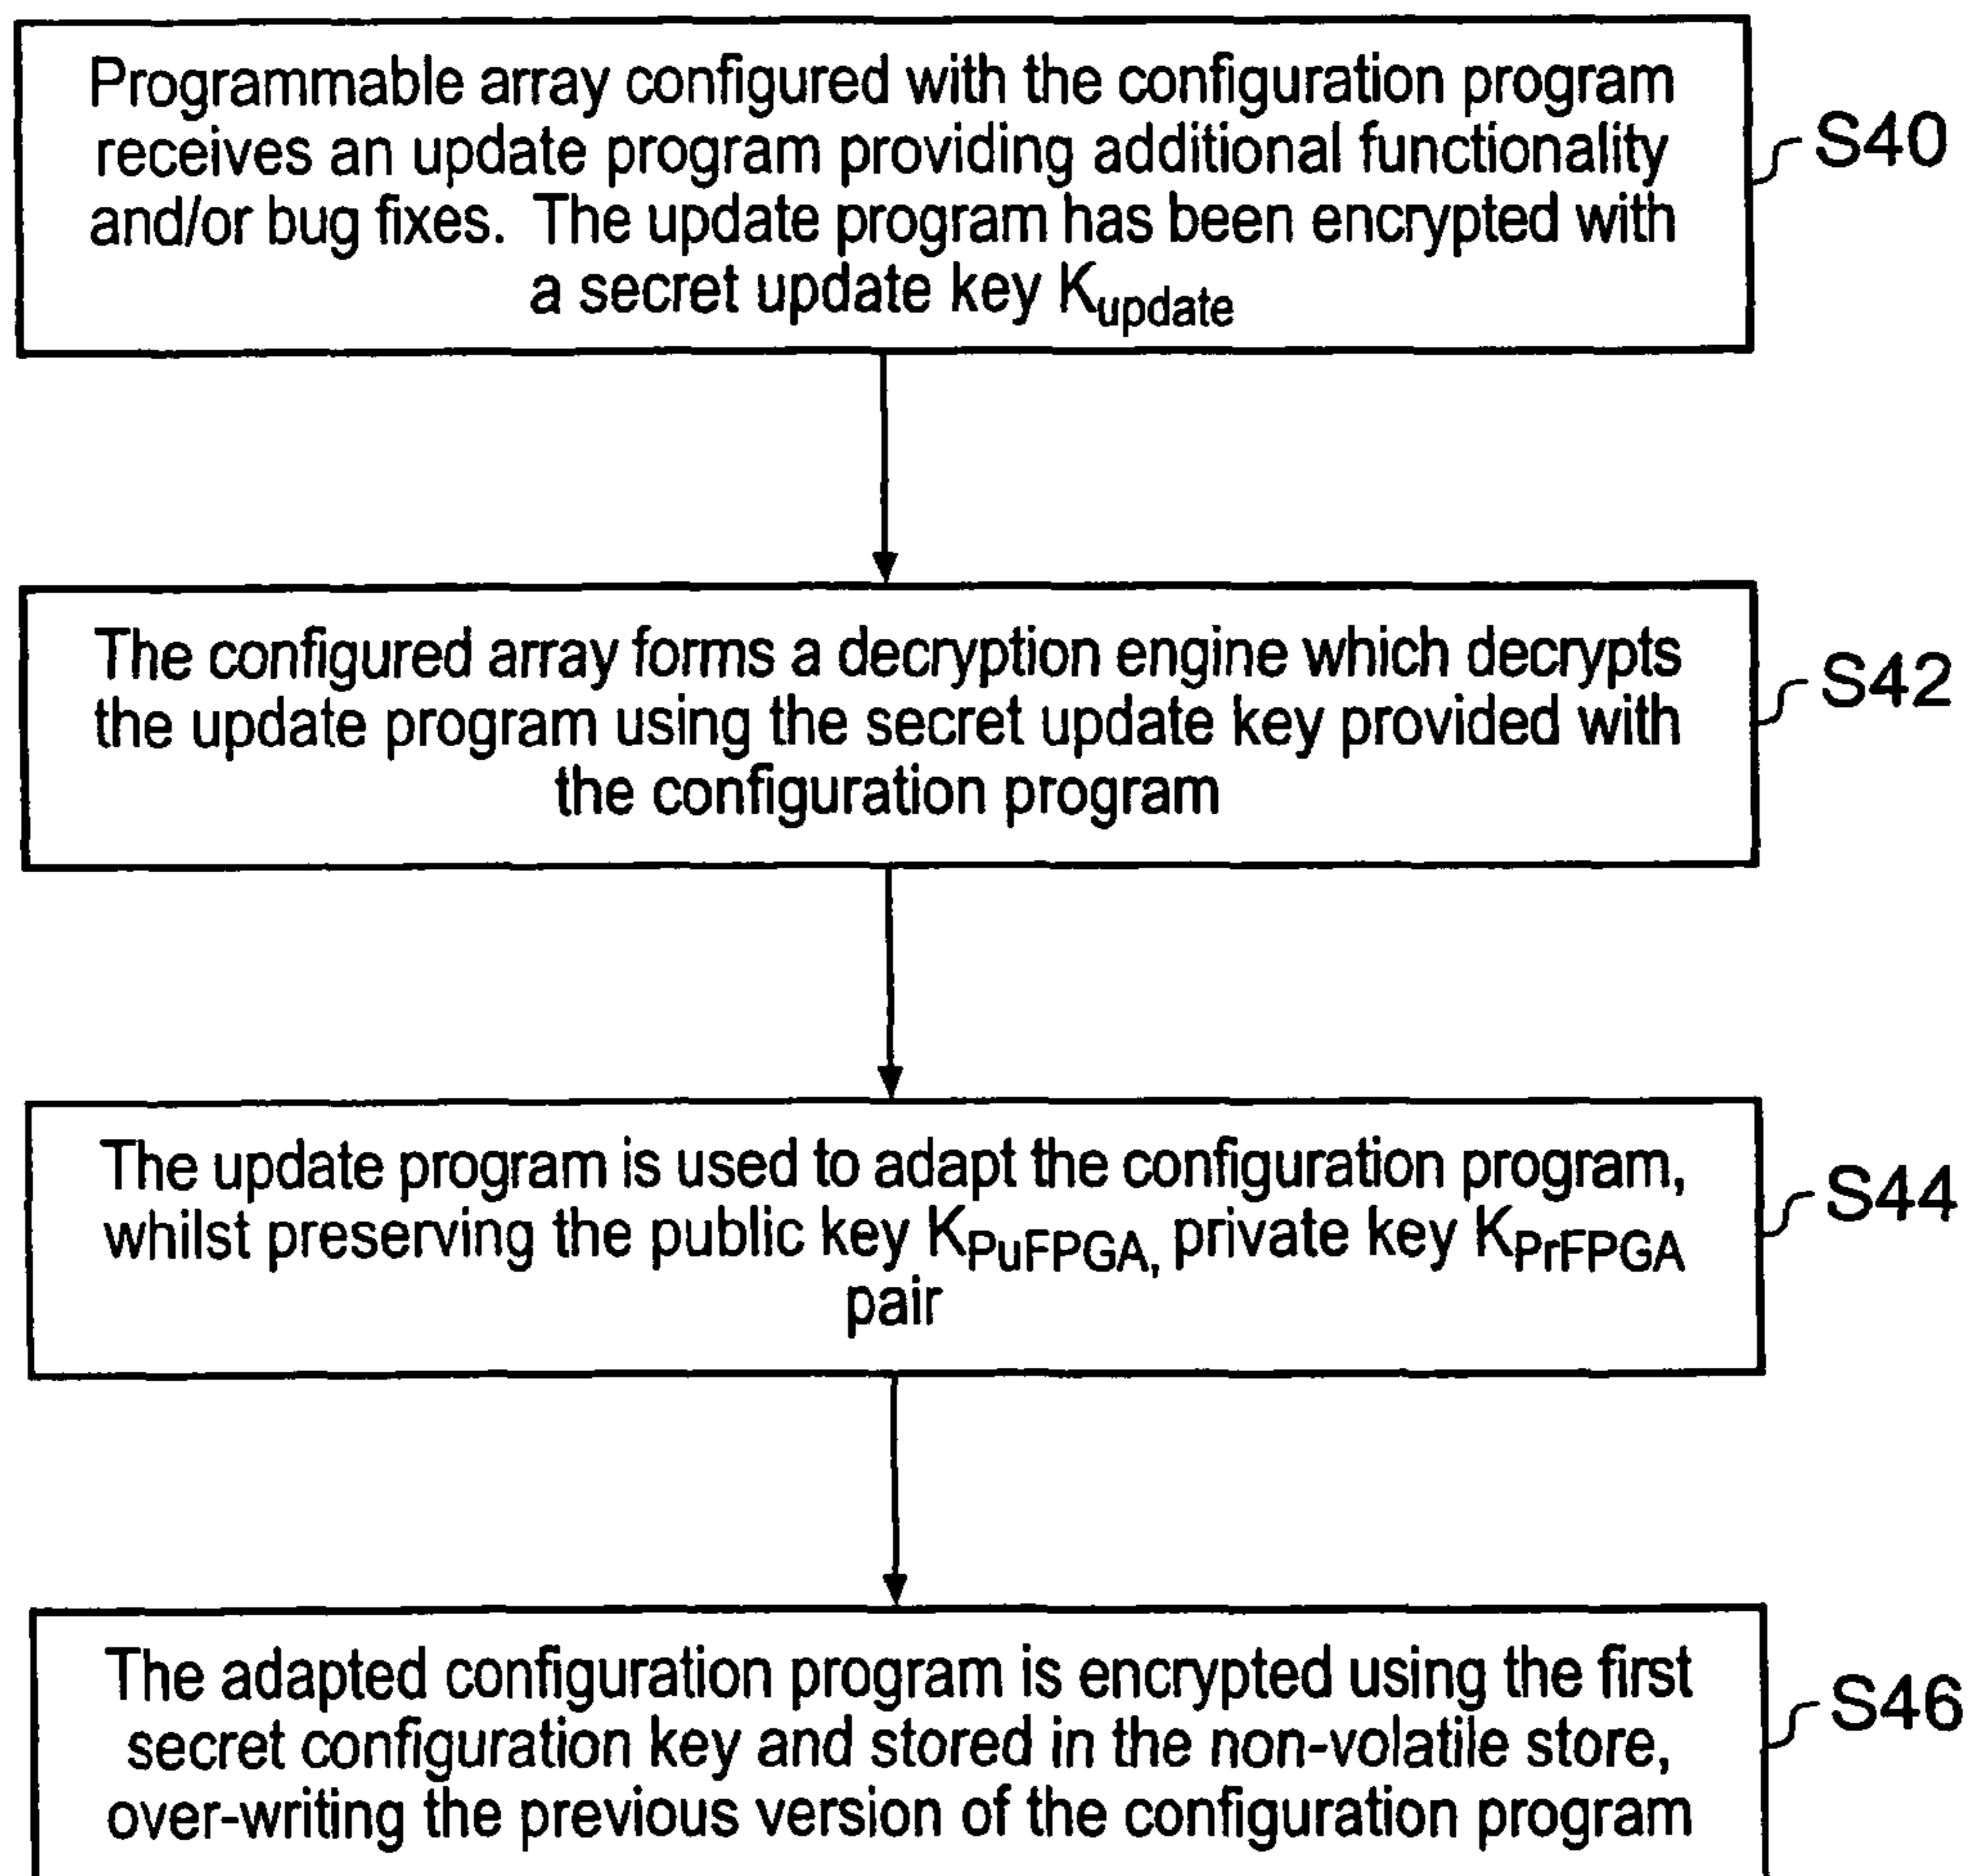 Programmable array configured with the configuration program
receives an update program providing additional functionality
and/or bug fixes. The update program has been encrypted with
a secret update key Kupdate
S40
The configured array forms a decryption engine which decrypts
the update program using the secret update key provided with
the configuration program
S42
The update program is used to adapt the configuration program,
whilst preserving the public key KPuFPGA, private key KPrFPGA
pair
S44
The adapted configuration program is encrypted using the first
secret configuration key and stored in the non-volatile store,
over-writing the previous version of the configuration program
S46